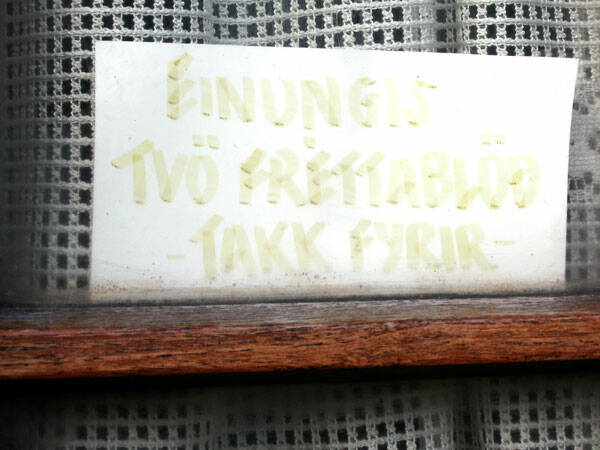 EINUNGIS
TVÖ FRÉTTABLÖÐ
-TAKK FYRIR-